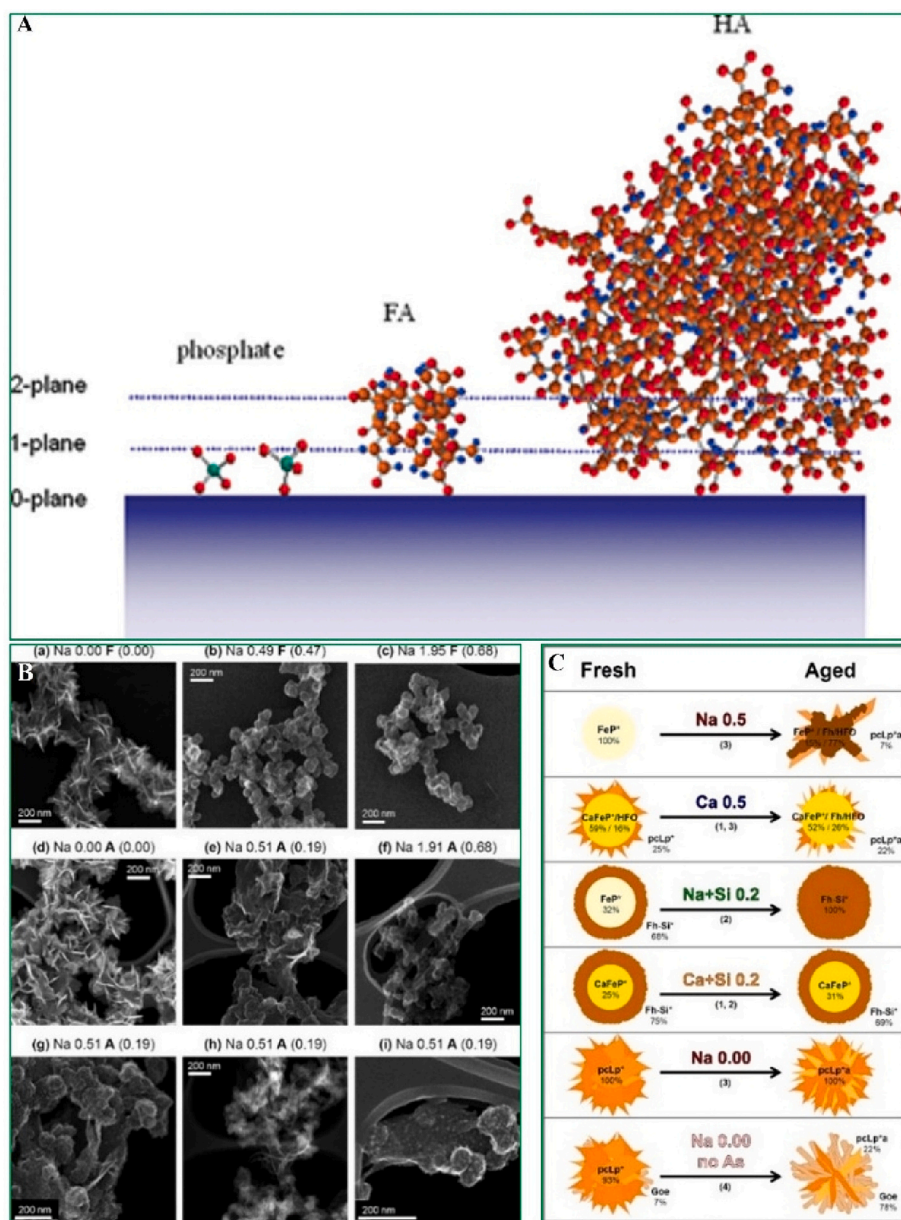 A
HA
FA
phosphate
2-plane
1-plane
0-plane
B
(a) Na 0.00 F (0.00)
(b) Na 0.49 F (0.47)
(c) Na 1.95 F (0.68)
200 nm
200 nm
200 nm
(d) Na 0.00 A (0.00)
(e) Na 0.51 A (0.19)
(f) Na 1.91 A (0.68)
200 nm
200 nm
200 nm
(g) Na 0.51 A (0.19)
(h) Na 0.51 A (0.19)
(i) Na 0.51 A (0.19)
200 nm
200 nm
200 nm
C
Fresh
Aged
FeP*
100%
Na 0.5
(3)
FeP* / Fh/HFO
/ 77%
pcLp*a
7%
CaFeP*/HFO
59% / 16%
pcLp*
25%
Ca 0.5
(1, 3)
CaFeP*/ Fh/HFO
52% / 26%
pcLp*a
22%
FeP*
32%
Fh-Si*
68%
Na+Si 0.2
(2)
Fh-Si*
100%
CaFeP*
25%
Fh-Si*
75%
Ca+Si 0.2
(1, 2)
CaFeP*
31%
Fh-Si*
69%
pcLp*
100%
Na 0.00
(3)
pcLp*a
100%
pcLp*
93%
Goe
7%
Na 0.00
no As
(4)
pcLp*a
22%
Goe
78%